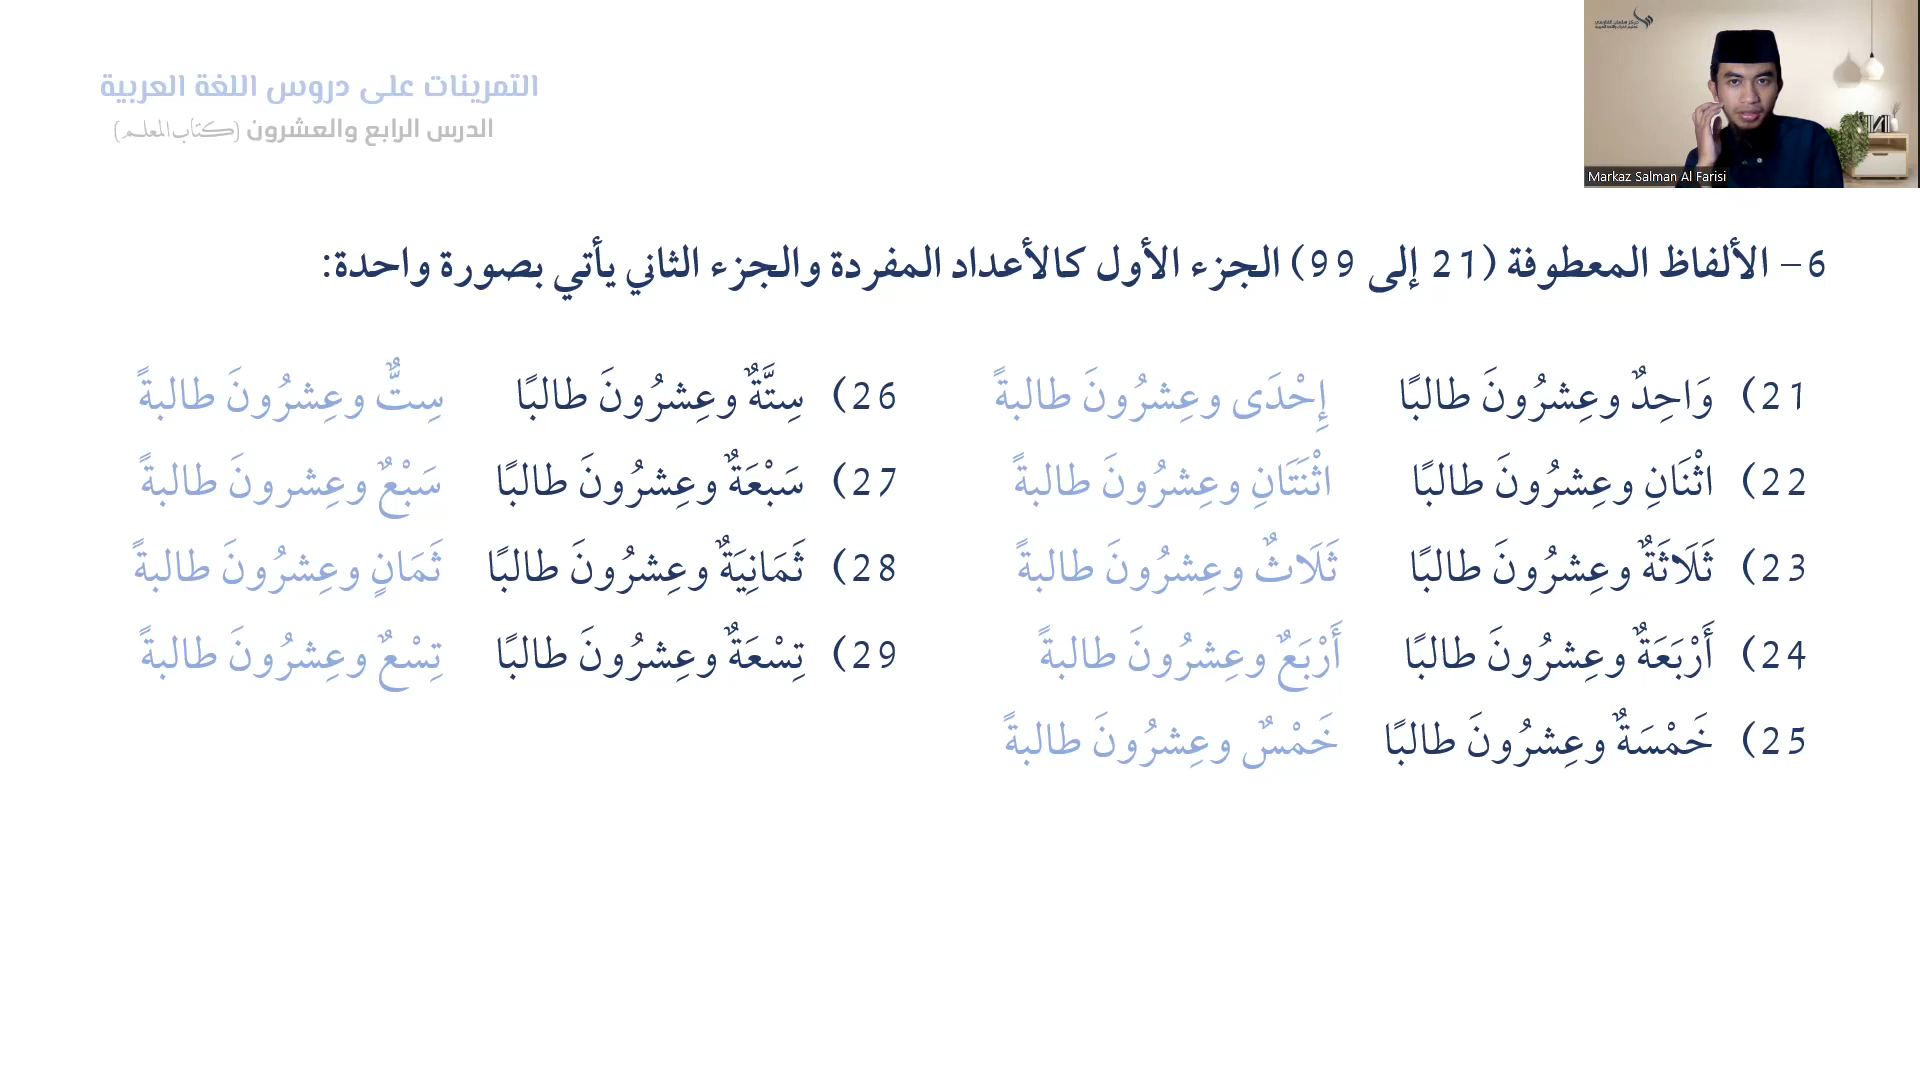 التمرينات على دروس اللغة العربية
الدرس الرابع والعشرون (كتاب المعلم)
Markaz Salman Al Farisi
6– الألفاظ المعطوفة (21 إلى 99) الجزء الأول كالأعداد المفردة والجزء الثاني يأتي بصورة واحدة:
21) وَاحِدٌ وعِشرُونَ طالبًا إِحْدَى وعِشرُونَ طالبةً
22) اثْنَانِ وعِشرُونَ طالبًا اثْنَتَانِ وعِشرُونَ طالبةً
23) ثَلَاثَةٌ وعِشرُونَ طالبًا ثَلَاثٌ وعِشرُونَ طالبةً
24) أَرْبَعَةٌ وعِشرُونَ طالبًا أَرْبَعٌ وعِشرُونَ طالبةً
25) خَمْسَةٌ وعِشرُونَ طالبًا خَمْسٌ وعِشرُونَ طالبةً
26) سِتَّةٌ وعِشرُونَ طالبًا سِتٌّ وعِشرُونَ طالبةً
27) سَبْعَةٌ وعِشرُونَ طالبًا سَبْعٌ وعِشرونَ طالبةً
28) ثَمَانِيَةٌ وعِشرُونَ طالبًا ثَمَانٍ وعِشرُونَ طالبةً
29) تِسْعَةٌ وعِشرُونَ طالبًا تِسْعٌ وعِشرُونَ طالبةً